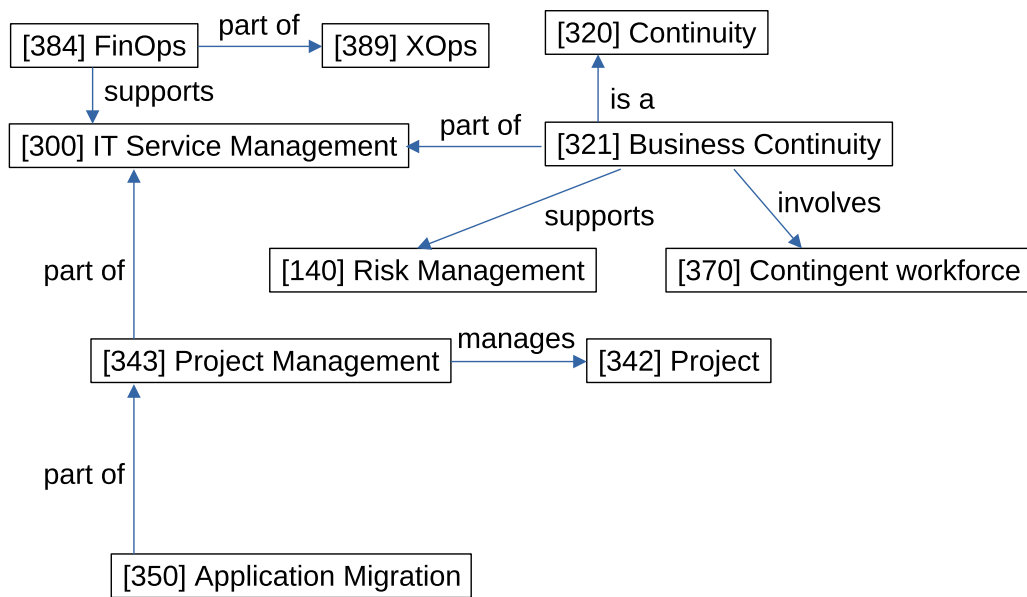 [384] FinOps
part of
[389] XOps
[320] Continuity
supports
is a
[300] IT Service Management
part of
[321] Business Continuity
supports
involves
[140] Risk Management
[370] Contingent workforce
part of
[343] Project Management
manages
[342] Project
part of
[350] Application Migration